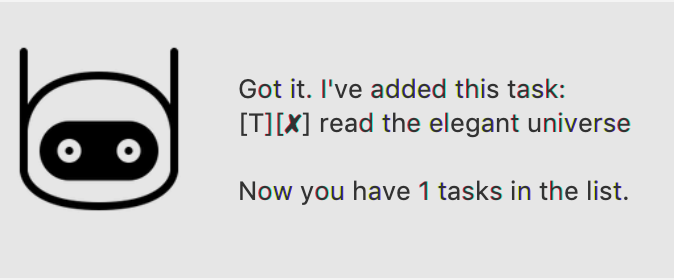 Got it. I've added this task:
[T][✘] read the elegant universe
Now you have 1 tasks in the list.